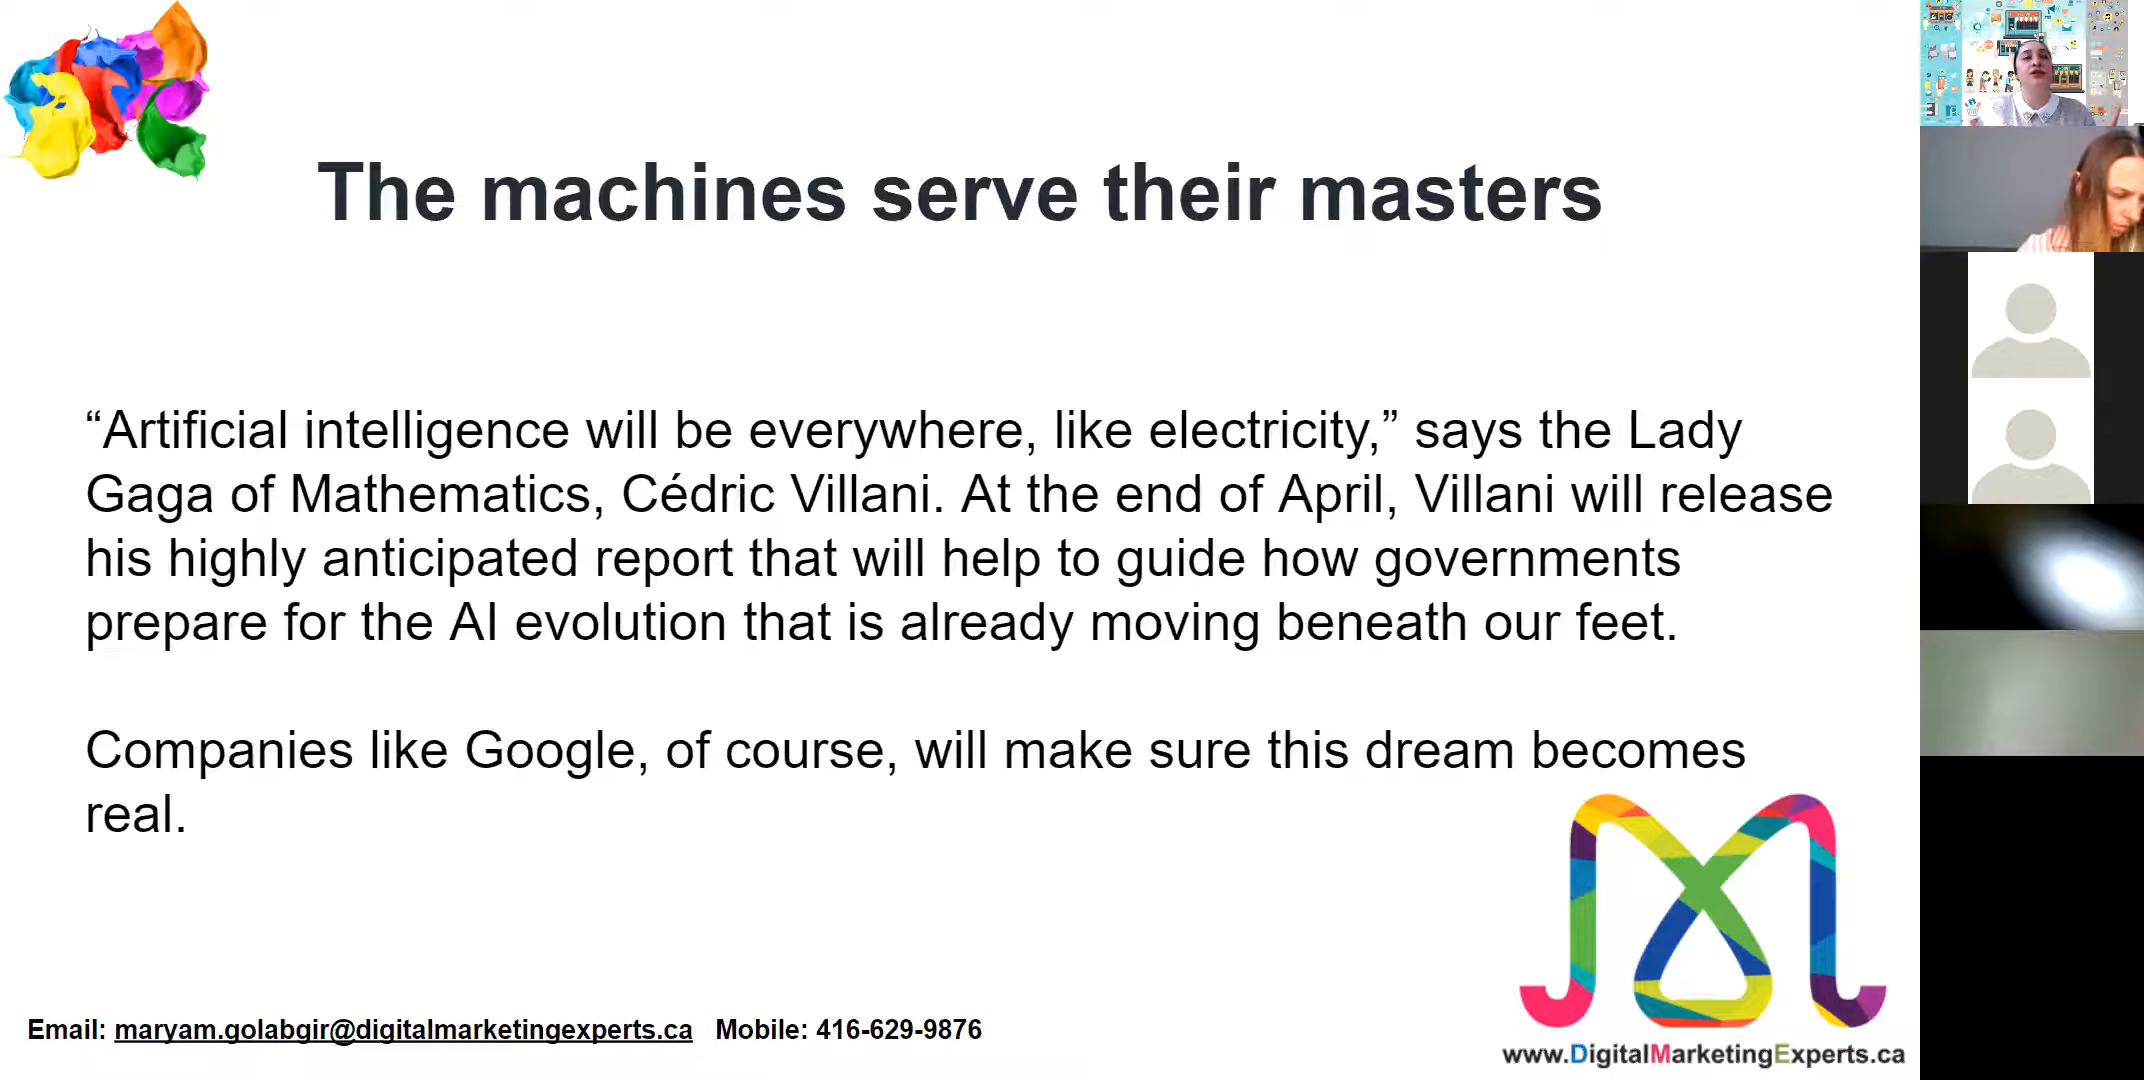 The machines serve their masters
“Artificial intelligence will be everywhere, like electricity,” says the Lady
Gaga of Mathematics, Cédric Villani. At the end of April, Villani will release
his highly anticipated report that will help to guide how governments
prepare for the AI evolution that is already moving beneath our feet.
Companies like Google, of course, will make sure this dream becomes
real.
Email: maryam.golabgir@digitalmarketingexperts.ca Mobile: 416-629-9876
www.DigitalMarketingExperts.ca